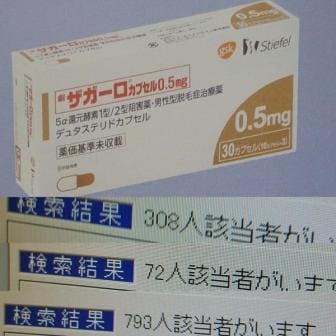 ザガーロカプセル0.5mg
0.5mg
gsk Stiefel
5α還元酵素1型/2型阻害薬・男性型脱毛症治療薬
デュタステリドカプセル
薬価基準未収載
0.5mg
30カプセル
検索結果 308人該当者がい
検索結果 72人該当者がいます
検索結果 793人該当者がいます